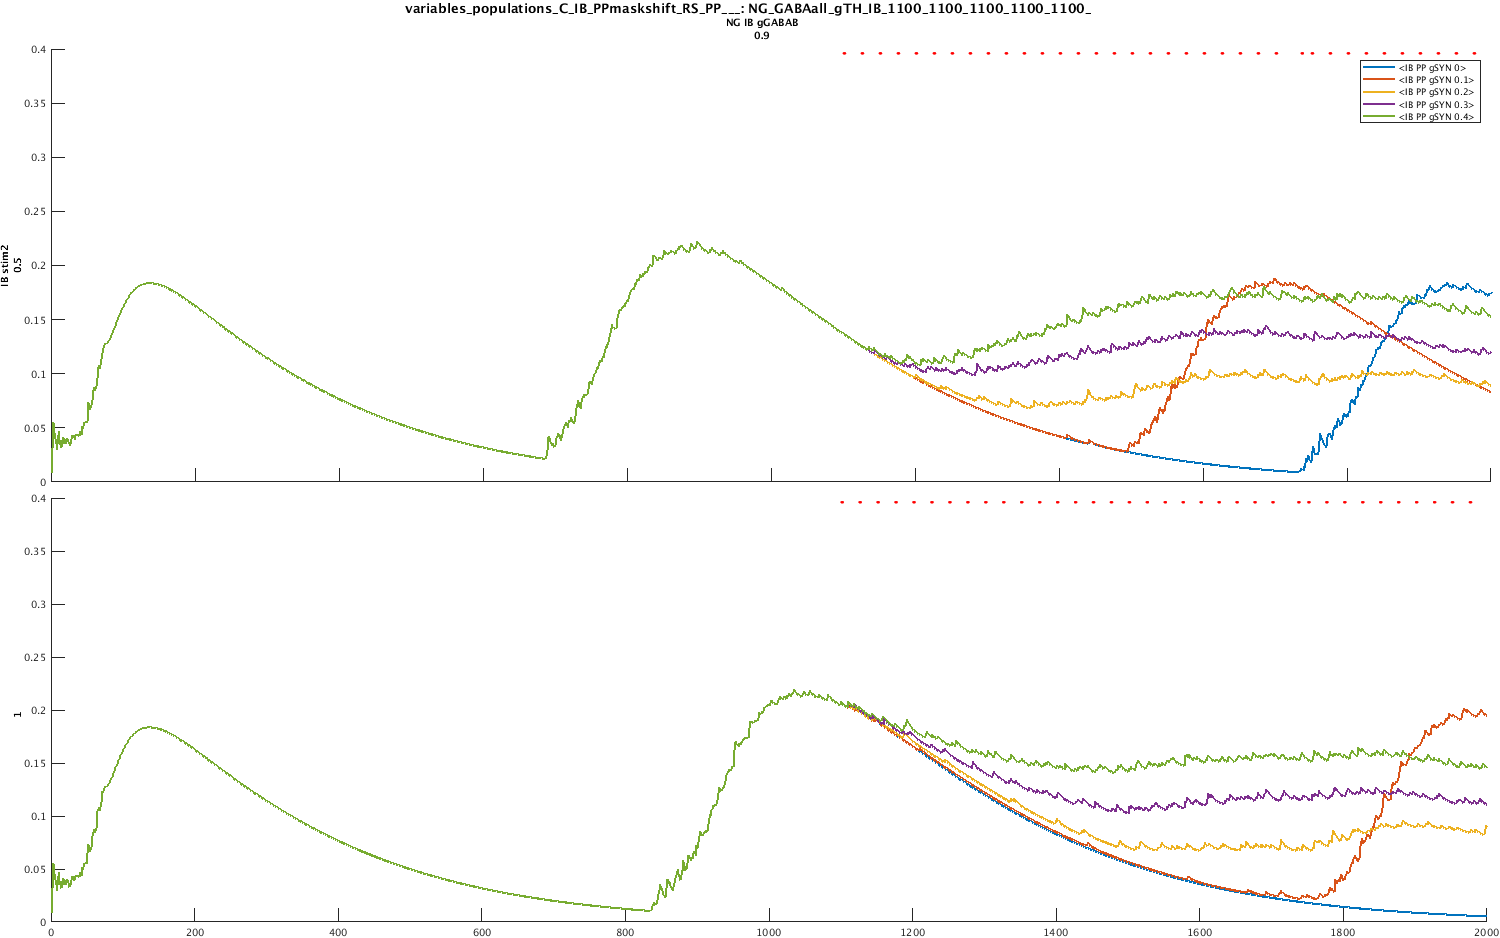 variables_populations_C_IB_PPmaskshift_RS_PP___: NG_GABAall_gTH_IB_1100_1100_1100_1100_1100_
NG IB gGABAB
0.9
IB stim2
0.5
0.4
0.35
0.3
0.25
0.2
0.15
0.1
0.05
0
<IB PP gSYN 0>
<IB PP gSYN 0.1>
<IB PP gSYN 0.2>
<IB PP gSYN 0.3>
<IB PP gSYN 0.4>
1
0.4
0.35
0.3
0.25
0.2
0.15
0.1
0.05
0
0 200 400 600 800 1000 1200 1400 1600 1800 2000